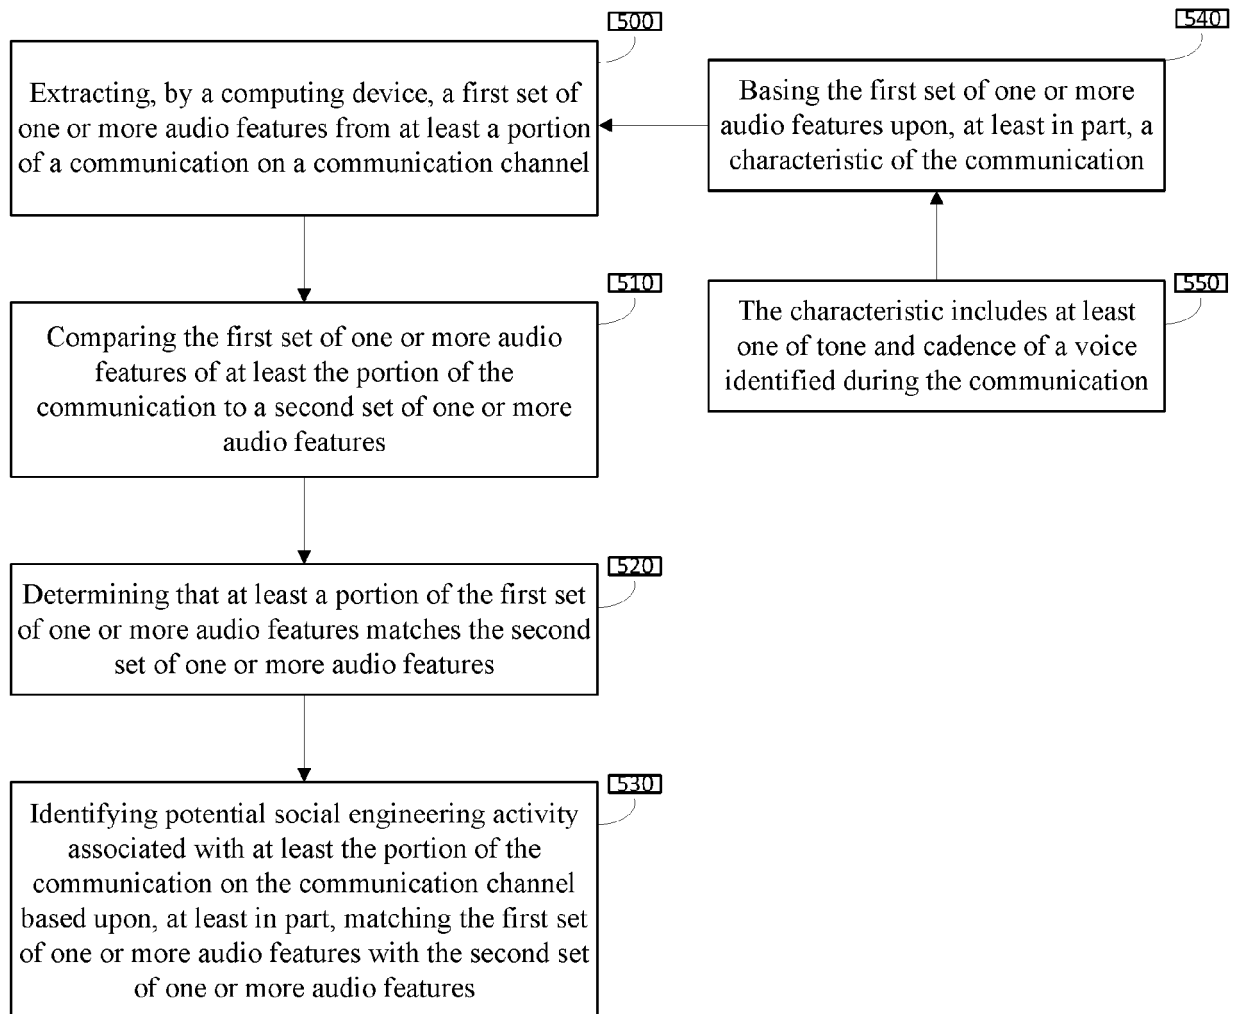 500
Extracting, by a computing device, a first set of
one or more audio features from at least a portion
of a communication on a communication channel
540
Basing the first set of one or more
audio features upon, at least in part, a
characteristic of the communication
510
Comparing the first set of one or more audio
features of at least the portion of the
communication to a second set of one or more
audio features
550
The characteristic includes at least
one of tone and cadence of a voice
identified during the communication
520
Determining that at least a portion of the first set
of one or more audio features matches the second
set of one or more audio features
530
Identifying potential social engineering activity
associated with at least the portion of the
communication on the communication channel
based upon, at least in part, matching the first set
of one or more audio features with the second set
of one or more audio features